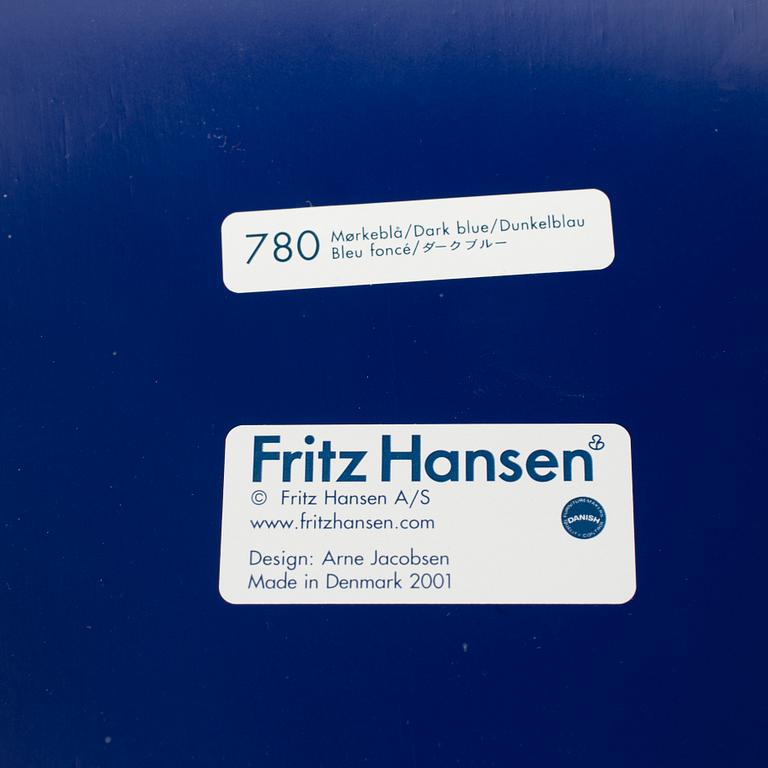 780
Mørkeblå/Dark blue/Dunkelblau
Bleu foncé/ダークブルー
Fritz Hansen
© Fritz Hansen A/S
www.fritzhansen.com
DANISH
Design: Arne Jacobsen
Made in Denmark 2001